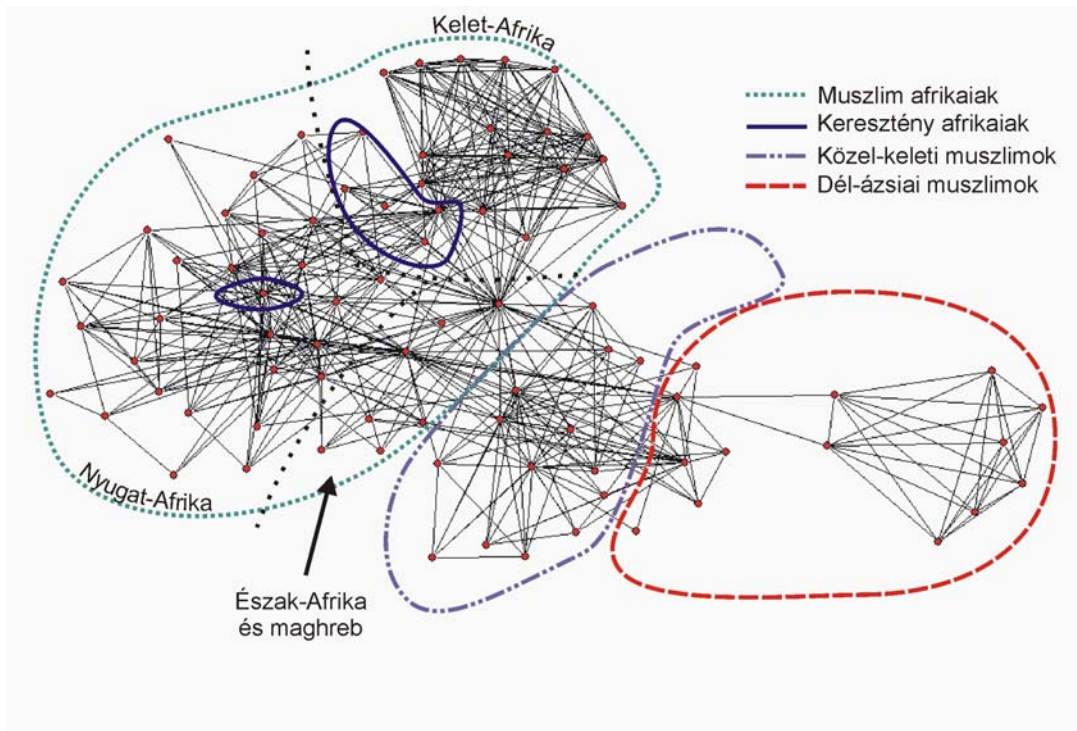 Kelet-Afrika
Muszlim afrikaiak
Keresztény afrikaiak
Közel-keleti muszlimok
Dél-ázsiai muszlimok
Nyugat-Afrika
Észak-Afrika
és maghreb